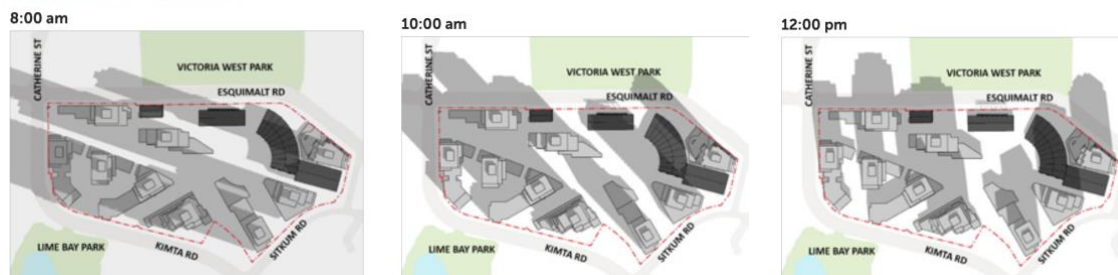 8:00 am
CATHERINE ST
VICTORIA WEST PARK
ESQUIMALT RD
LIME BAY PARK
KIMTA RD
SITKUM RD
10:00 am
CATHERINE ST
VICTORIA WEST PARK
ESQUIMALT RD
LIME BAY PARK
KIMTA RD
SITKUM RD
12:00 pm
CATHERINE ST
VICTORIA WEST PARK
ESQUIMALT RD
LIME BAY PARK
KIMTA RD
SITKUM RD